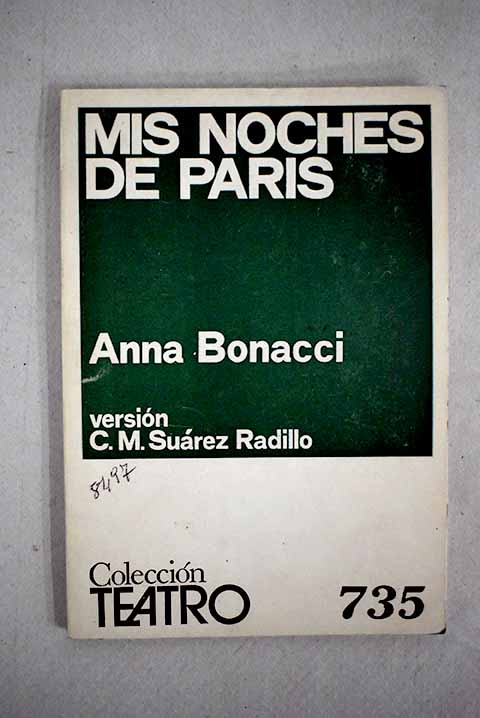 MIS NOCHES
DE PARIS
Anna Bonacci
versión
C. M. Suárez Radillo
8497
Colección
TEATRO
735